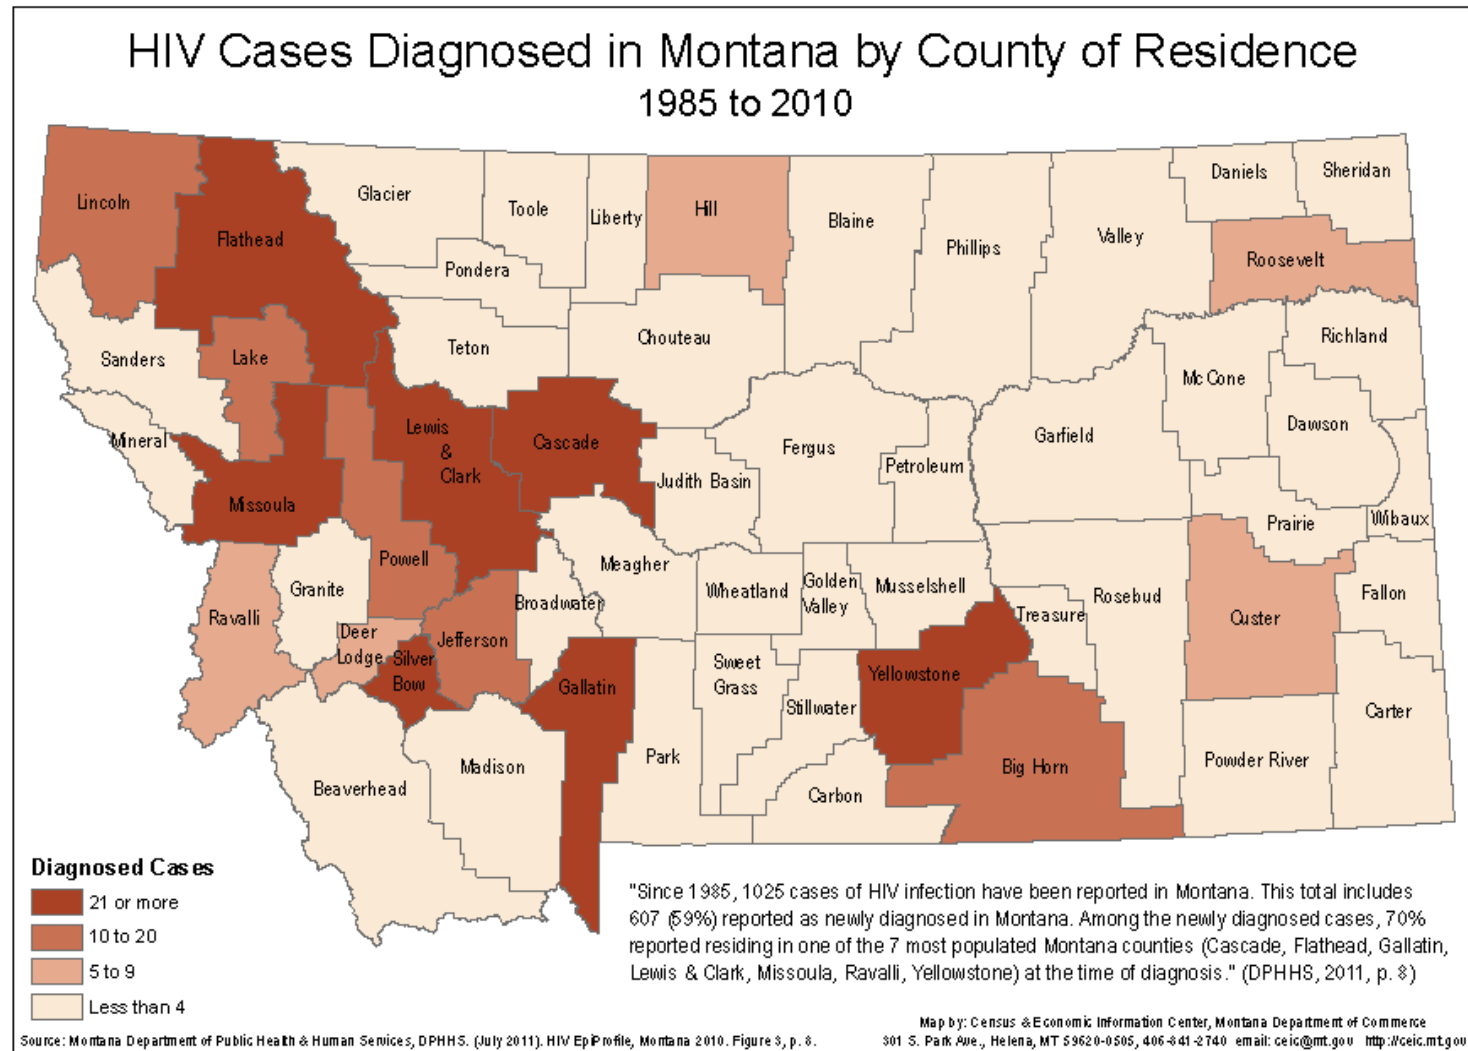 HIV Cases Diagnosed in Montana by County of Residence
1985 to 2010
Lincoln
Flathead
Glacier
Toole
Liberty
Hill
Blaine
Phillips
Valley
Daniels
Sheridan
Roosevelt
Pondera
Sanders
Lake
Teton
Chouteau
Richland
Mc Cone
Dawson
Mineral
Missoula
Lewis
&
Clark
Cascade
Judith Basin
Fergus
Petroleum
Garfield
Prairie
Wibaux
Ravalli
Granite
Powell
Meagher
Broadwater
Wheatland
Golden
Valley
Musselshell
Treasure
Rosebud
Custer
Fallon
Deer
Lodge
Silver
Bow
Jefferson
Gallatin
Sweet
Grass
Stillwater
Yellowstone
Beaverhead
Madison
Park
Carbon
Big Horn
Powder River
Carter
Diagnosed Cases
21 or more
10 to 20
5 to 9
Less than 4
"Since 1985, 1025 cases of HIV infection have been reported in Montana. This total includes
607 (59%) reported as newly diagnosed in Montana. Among the newly diagnosed cases, 70%
reported residing in one of the 7 most populated Montana counties (Cascade, Flathead, Gallatin,
Lewis & Clark, Missoula, Ravalli, Yellowstone) at the time of diagnosis." (DPHHS, 2011, p. 8)
Source: Montana Department of Public Health & Human Services, DPHHS. (July 2011). HIV EpiProfile, Montana 2010. Figure 3, p. 8.
Map by: Census & Economic Information Center, Montana Department of Commerce
301 S. Park Ave., Helena, MT 59620-0505, 406-841-2740 email: ceic@mt.gov http://ceic.mt.gov